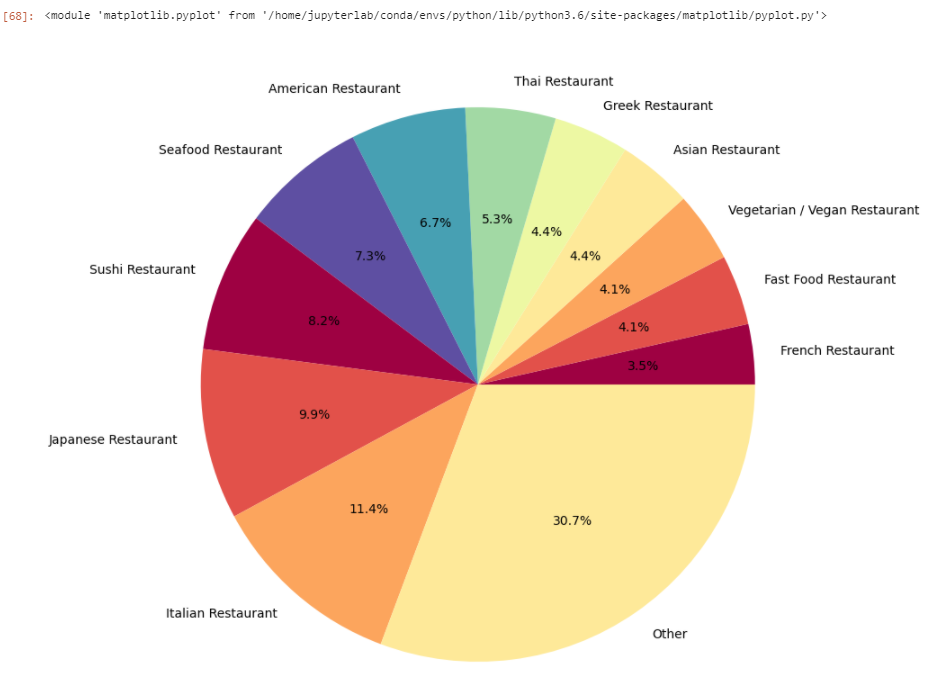 [68]: <module 'matplotlib.pyplot' from '/home/jupyterlab/conda/envs/python/lib/python3.6/site-packages/matplotlib/pyplot.py'>
Thai Restaurant
American Restaurant
Greek Restaurant
Seafood Restaurant
Asian Restaurant
Vegetarian / Vegan Restaurant
5.3%
6.7%
4.4%
7.3%
4.4%
Sushi Restaurant
Fast Food Restaurant
4.1%
8.2%
4.1%
French Restaurant
3.5%
9.9%
Japanese Restaurant
11.4%
30.7%
Italian Restaurant
Other